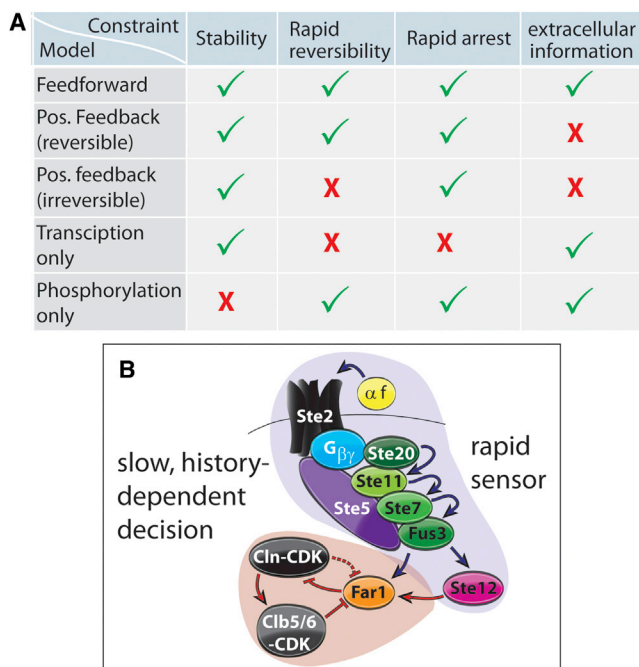 A
Constraint
Model
Stability
Rapid
reversibility
Rapid arrest
extracellular
information
Feedforward
✓ ✓ ✓ ✓
Pos. Feedback
(reversible)
✓ ✓ ✓ X
Pos. feedback
(irreversible)
✓ X ✓ X
Transciption
only
✓ X X ✓
Phosphorylation
only
X ✓ ✓ ✓
B
αf
Ste2
slow, history-
dependent
decision
rapid
sensor
Gβγ
Ste20
Ste11
Ste5
Ste7
Fus3
Cln-CDK
Far1
Ste12
Clb5/6
-CDK